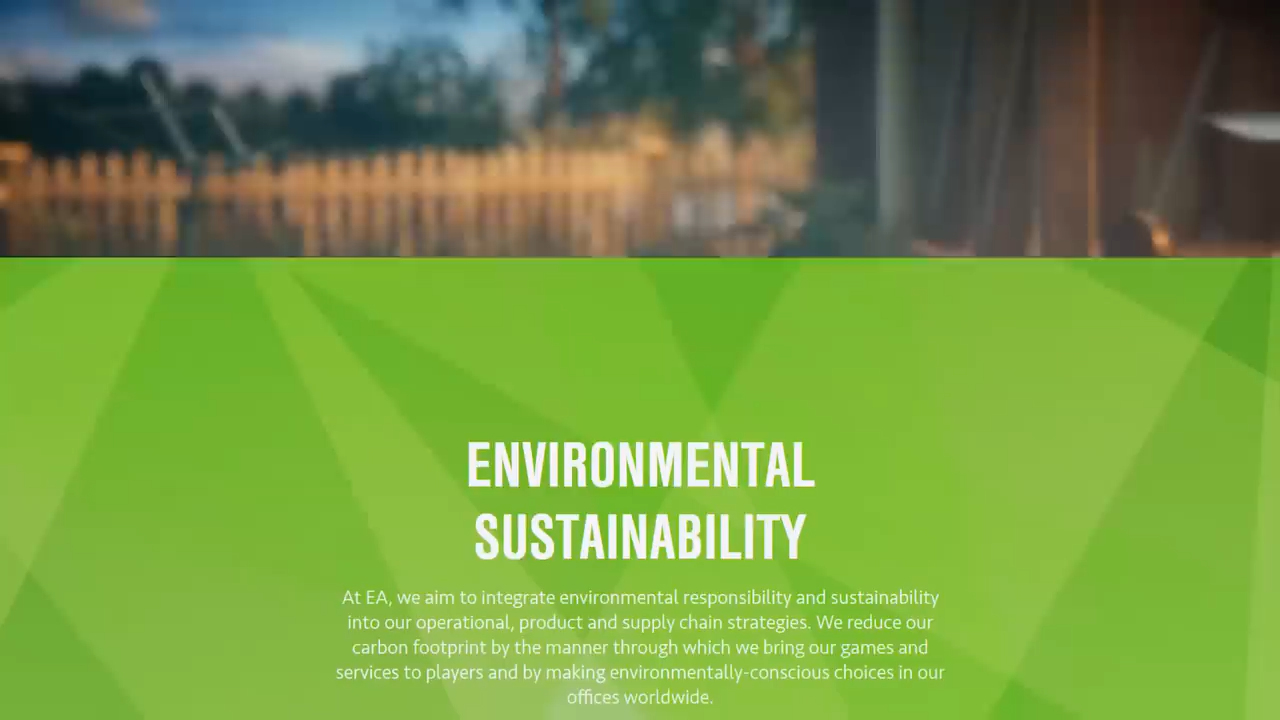 ENVIRONMENTAL
SUSTAINABILITY
At EA, we aim to integrate environmental responsibility and sustainability
into our operational, product and supply chain strategies. We reduce our
carbon footprint by the manner through which we bring our games and
services to players and by making environmentally-conscious choices in our
offices worldwide.